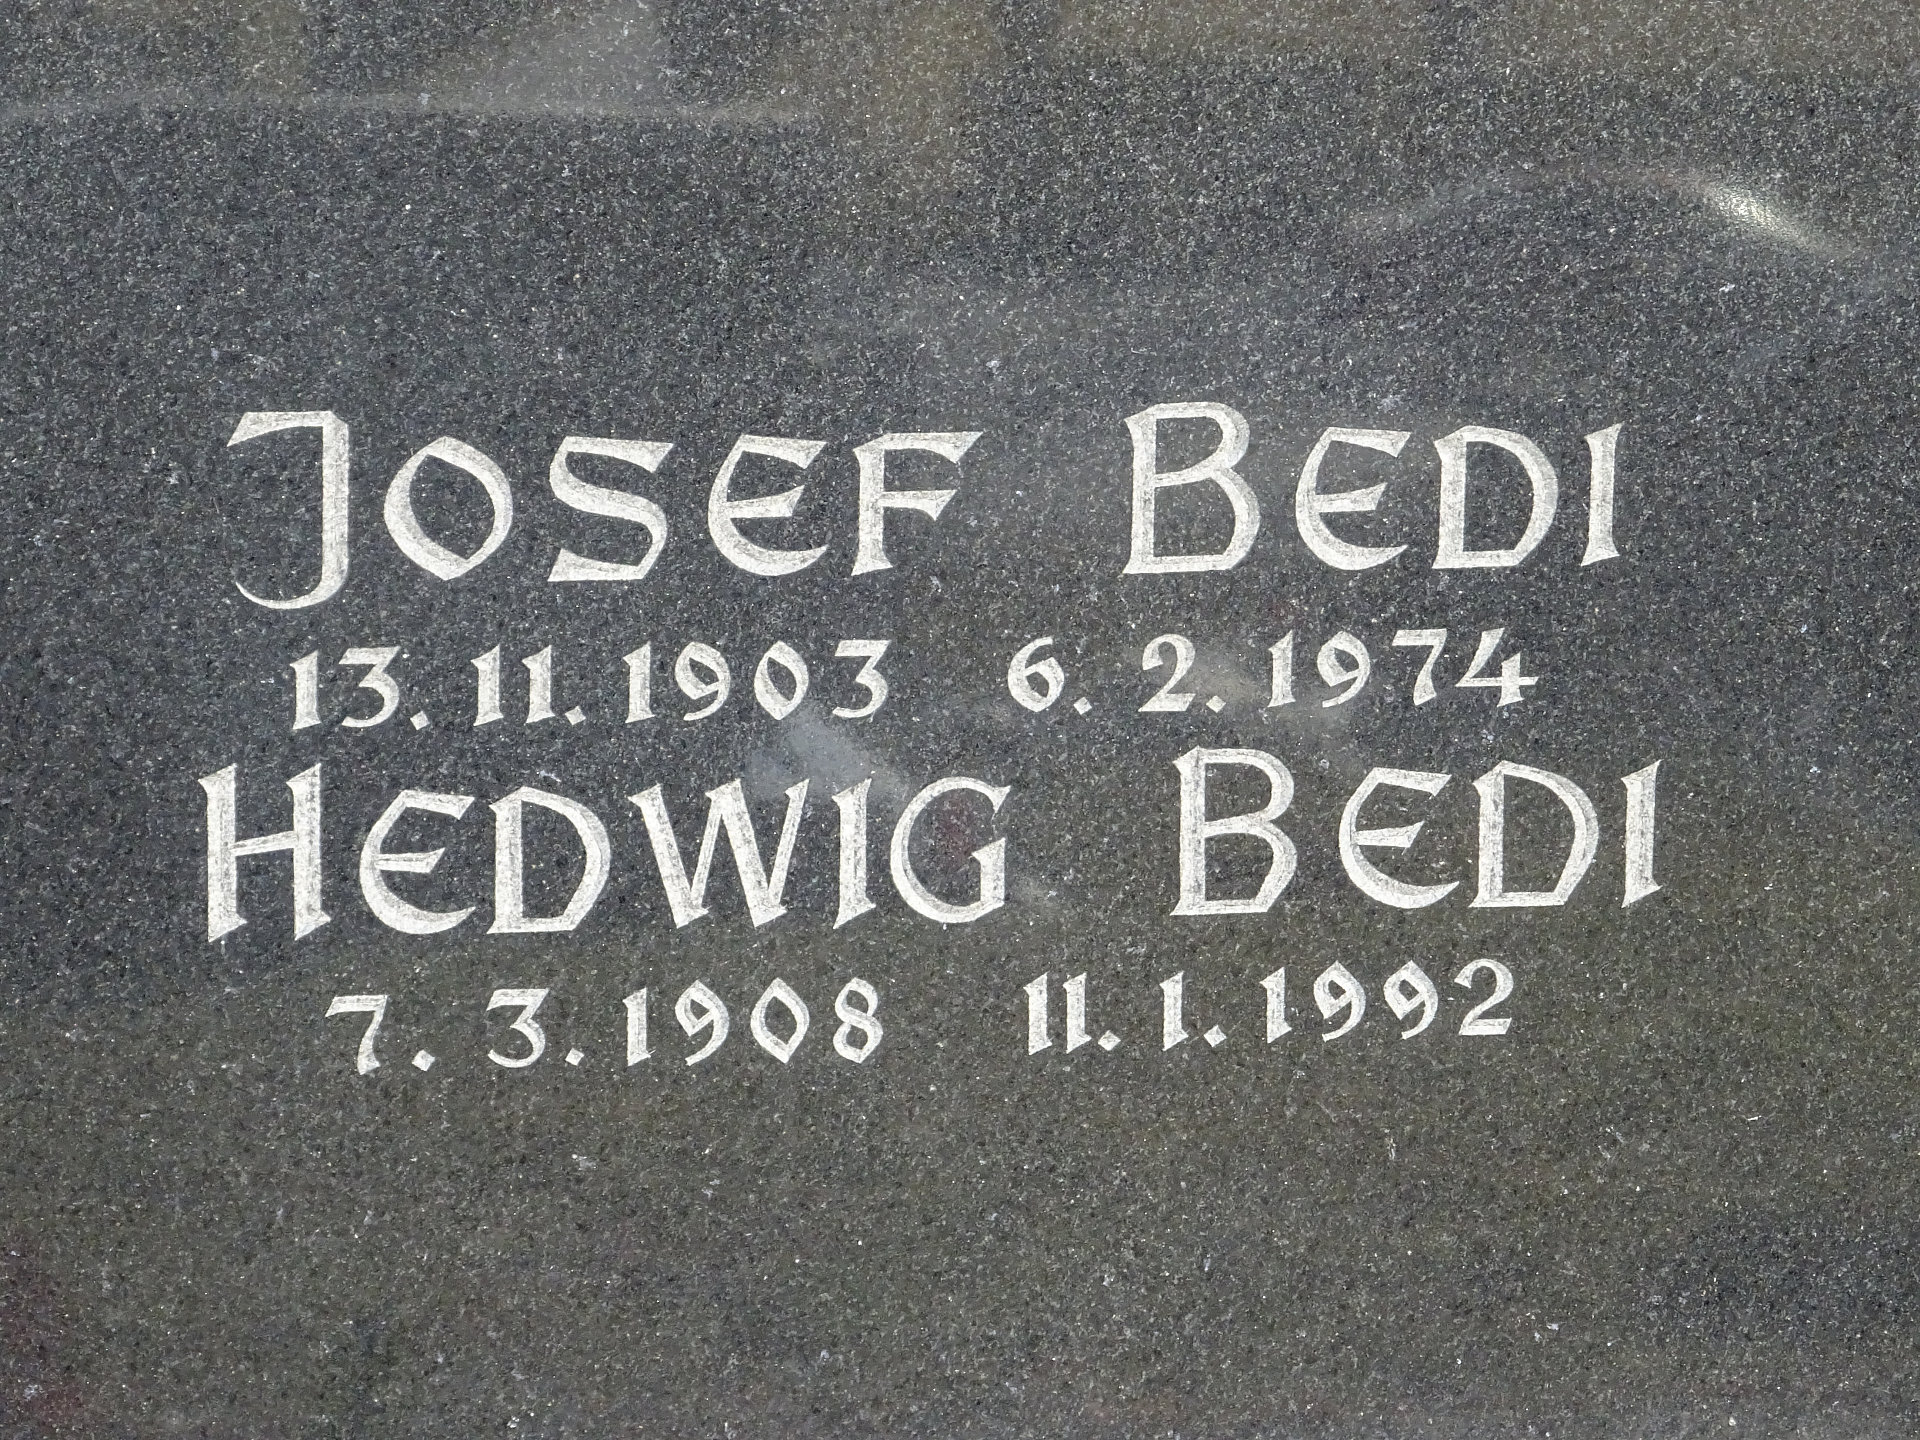 Josef Bedi
13. 11. 1903 6. 2. 1974
Hedwig Bedi
7. 3. 1908 11. 1. 1992